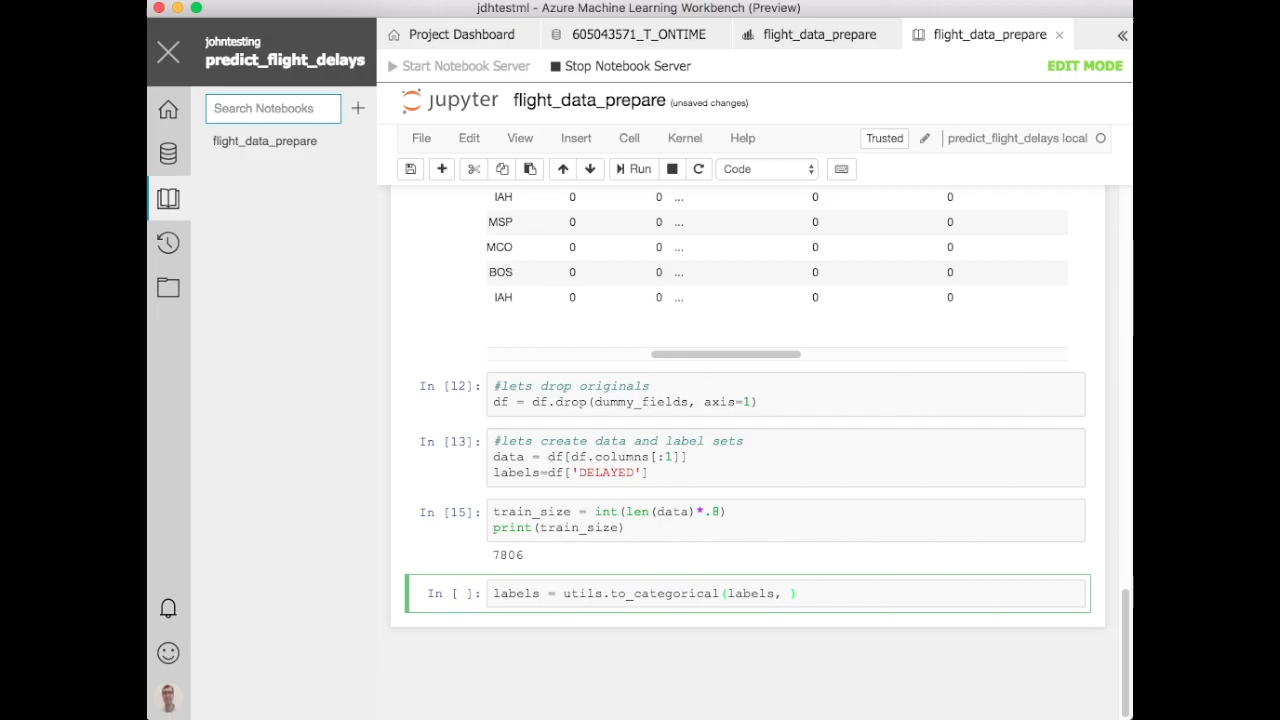 jdhtestml - Azure Machine Learning Workbench (Preview)
johntesting
predict_flight_delays
Project Dashboard
605043571_T_ONTIME
flight_data_prepare
flight_data_prepare
Start Notebook Server
Stop Notebook Server
EDIT MODE
Search Notebooks
flight_data_prepare
jupyter flight_data_prepare (unsaved changes)
File Edit View Insert Cell Kernel Help
Trusted
predict_flight_delays local
Run
Code
IAH 0 0 ... 0 0
MSP 0 0 ... 0 0
MCO 0 0 ... 0 0
BOS 0 0 ... 0 0
IAH 0 0 ... 0 0
In [12]: #lets drop originals
df = df.drop(dummy_fields, axis=1)
In [13]: #lets create data and label sets
data = df[df.columns[:1]]
labels=df['DELAYED']
In [15]: train_size = int(len(data)*.8)
print(train_size)
7806
In [ ]: labels = utils.to_categorical(labels, )